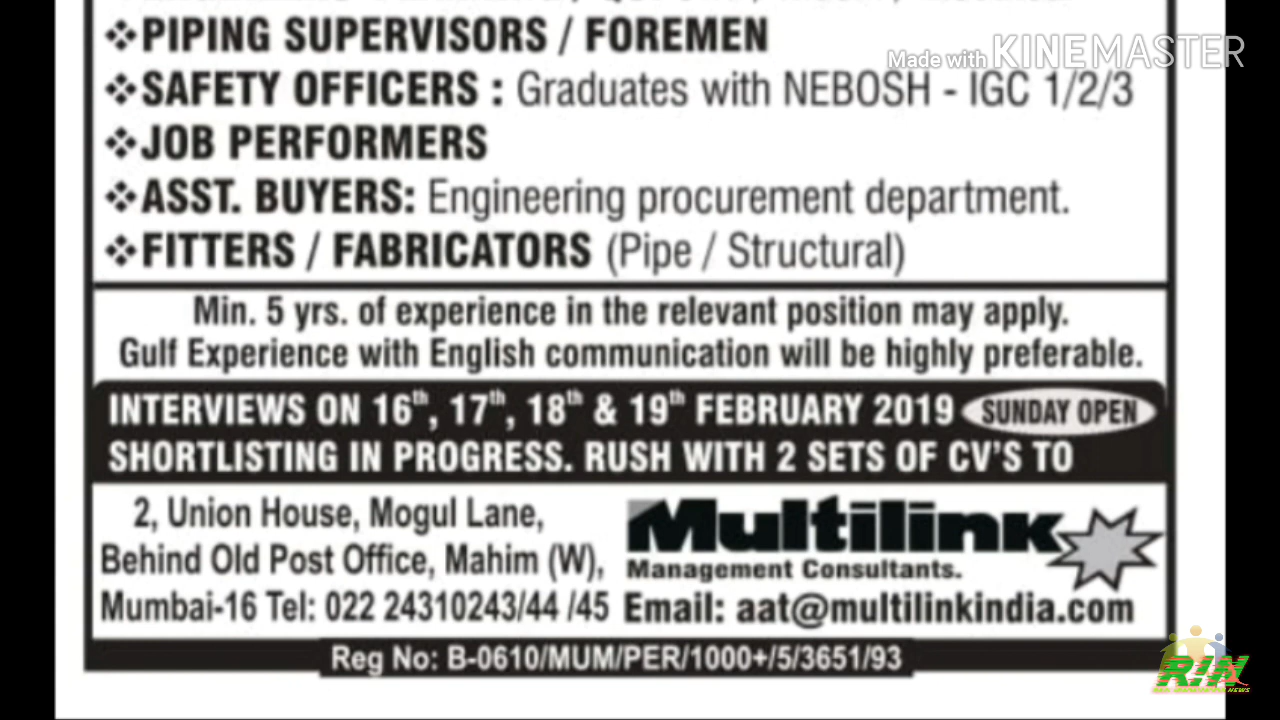 ❖PIPING SUPERVISORS / FOREMEN
Made with KINEMASTER
❖SAFETY OFFICERS : Graduates with NEBOSH - IGC 1/2/3
❖JOB PERFORMERS
❖ASST. BUYERS: Engineering procurement department.
❖FITTERS / FABRICATORS (Pipe / Structural)
Min. 5 yrs. of experience in the relevant position may apply.
Gulf Experience with English communication will be highly preferable.
INTERVIEWS ON 16th, 17th, 18th & 19th FEBRUARY 2019 SUNDAY OPEN
SHORTLISTING IN PROGRESS. RUSH WITH 2 SETS OF CV'S TO
2, Union House, Mogul Lane,
Behind Old Post Office, Mahim (W),
Mumbai-16 Tel: 022 24310243/44 /45
Multilink
Management Consultants.
Email: aat@multilinkindia.com
Reg No: B-0610/MUM/PER/1000+/5/3651/93
R!N
NEWS